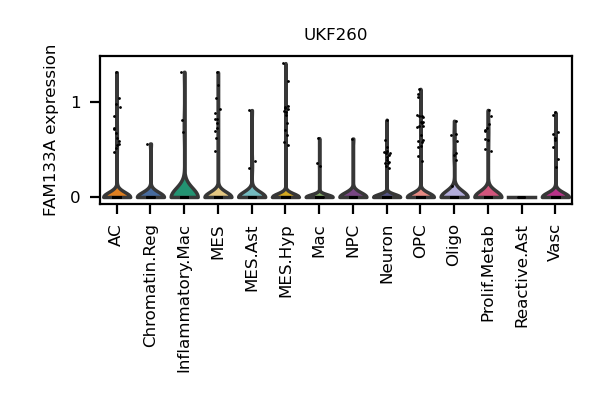 UKF260
FAM133A expression
1
0
AC
Chromatin.Reg
Inflammatory.Mac
MES
MES.Ast
MES.Hyp
Mac
NPC
Neuron
OPC
Oligo
Prolif.Metab
Reactive.Ast
Vasc